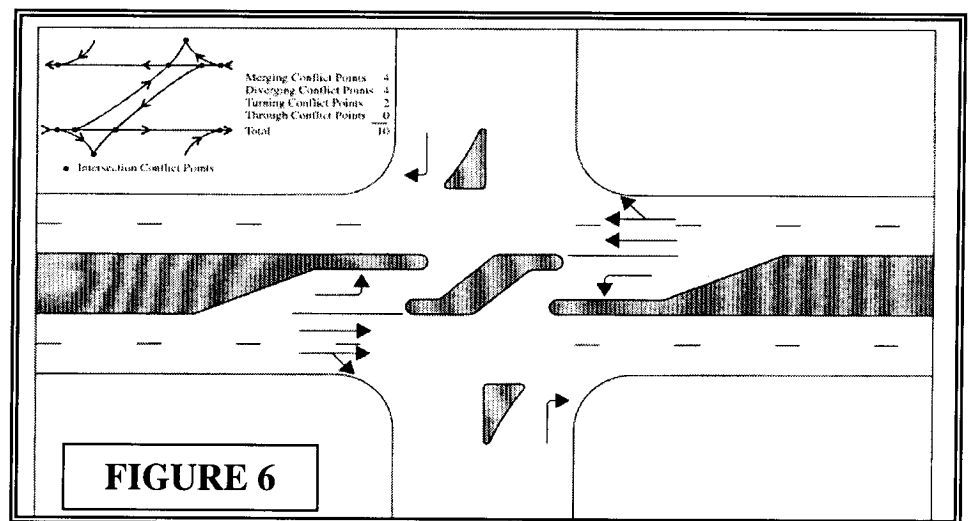 Merging Conflict Points 4
Diverging Conflict Points 4
Turning Conflict Points 2
Through Conflict Points 0
Total 10
• Intersection Conflict Points
FIGURE 6